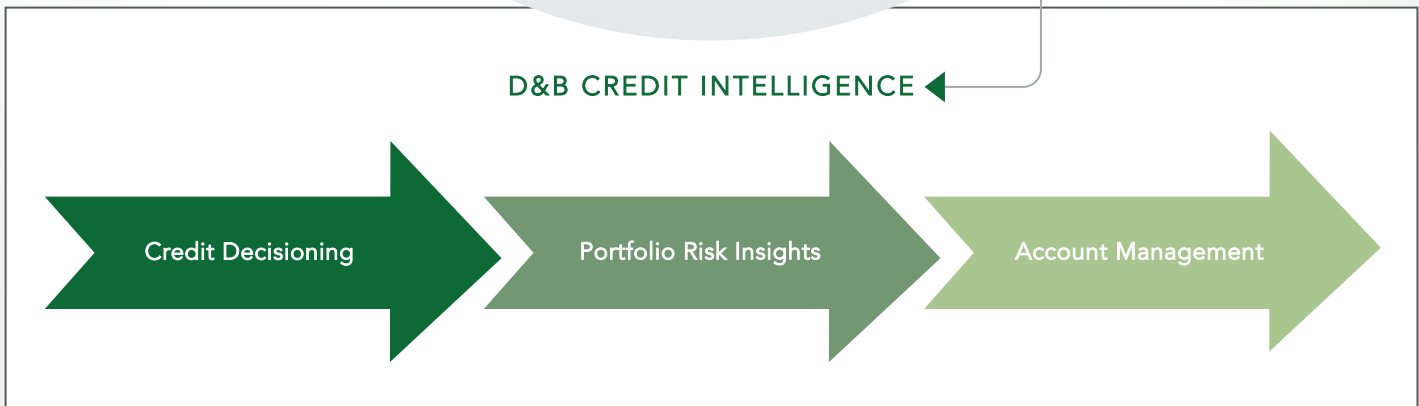 D&B CREDIT INTELLIGENCE
Credit Decisioning
Portfolio Risk Insights
Account Management